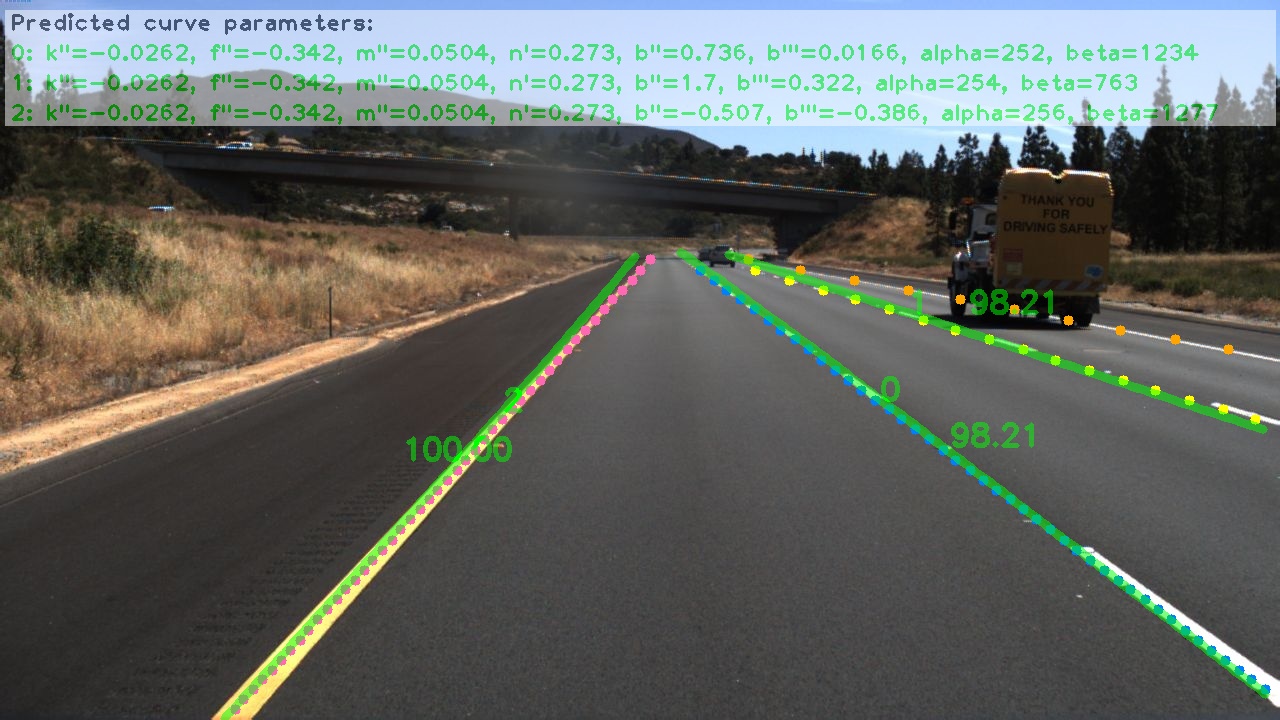 Predicted curve parameters:
0: k''=-0.0262, f''=-0.342, m''=0.0504, n'=0.273, b''=0.736, b'''=0.0166, alpha=252, beta=1234
1: k''=-0.0262, f''=-0.342, m''=0.0504, n'=0.273, b''=1.7, b'''=0.322, alpha=254, beta=763
2: k''=-0.0262, f''=-0.342, m''=0.0504, n'=0.273, b''=-0.507, b'''=-0.386, alpha=256, beta=1277
THANK YOU
FOR
DRIVING SAFELY
1
98.21
2
0
100.00
98.21